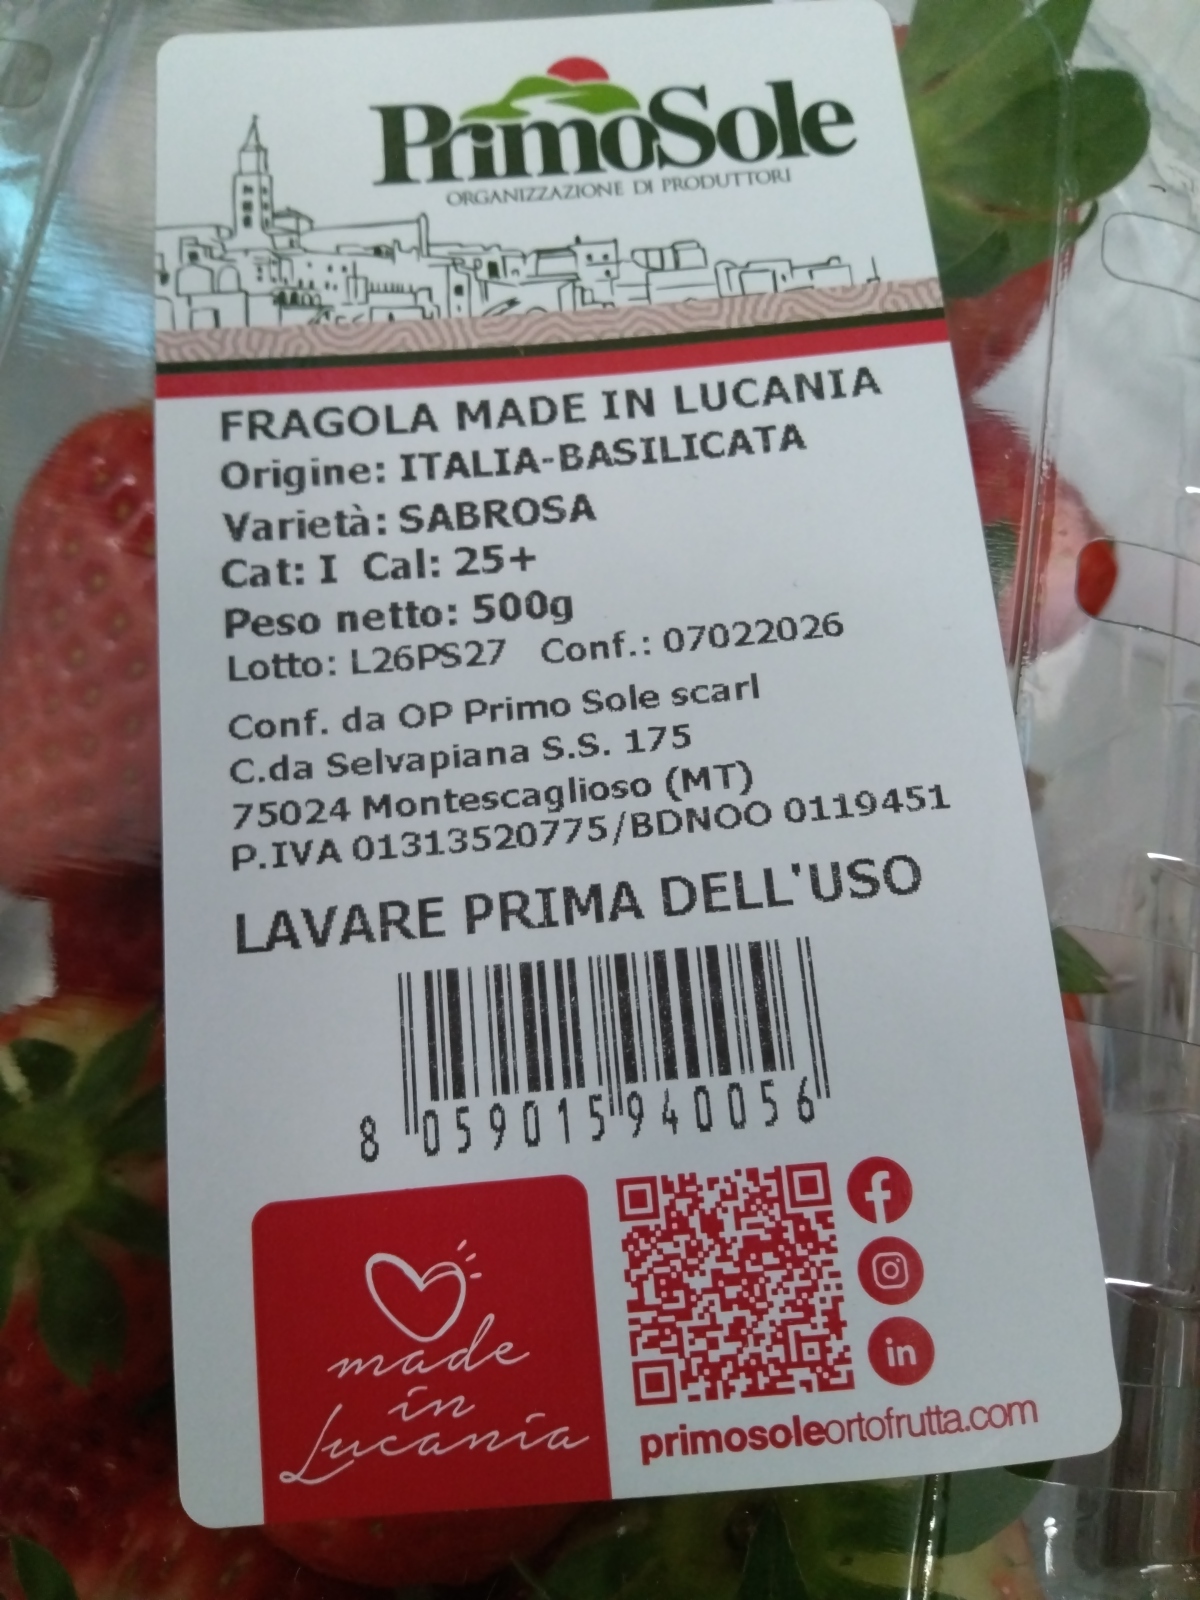 PrimoSole
ORGANIZZAZIONE DI PRODUTTORI
FRAGOLA MADE IN LUCANIA
Origine: ITALIA-BASILICATA
Varietà: SABROSA
Cat: I Cal: 25+
Peso netto: 500g
Lotto: L26PS27 Conf.: 07022026
Conf. da OP Primo Sole scarl
C.da Selvapiana S.S. 175
75024 Montescaglioso (MT)
P.IVA 01313520775/BDNOO 0119451
LAVARE PRIMA DELL'USO
8 059015 940056
made
in
Lucania
in
primosoleortofrutta.com